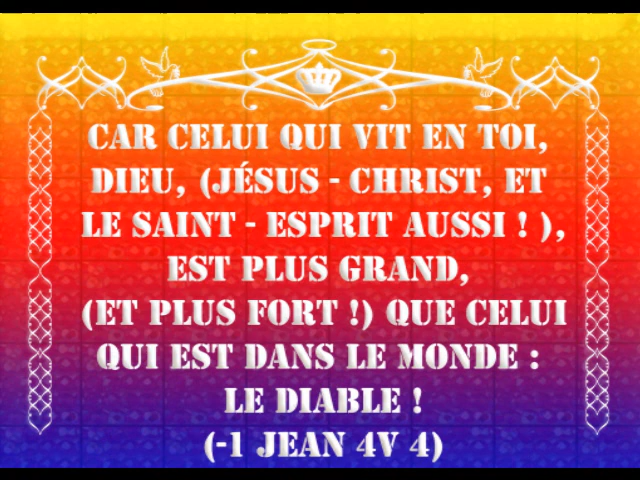 CAR CELUI QUI VIT EN TOI,
DIEU, (JÉSUS - CHRIST, ET
LE SAINT - ESPRIT AUSSI ! ),
EST PLUS GRAND,
(ET PLUS FORT !) QUE CELUI
QUI EST DANS LE MONDE :
LE DIABLE !
(-1 JEAN 4V 4)